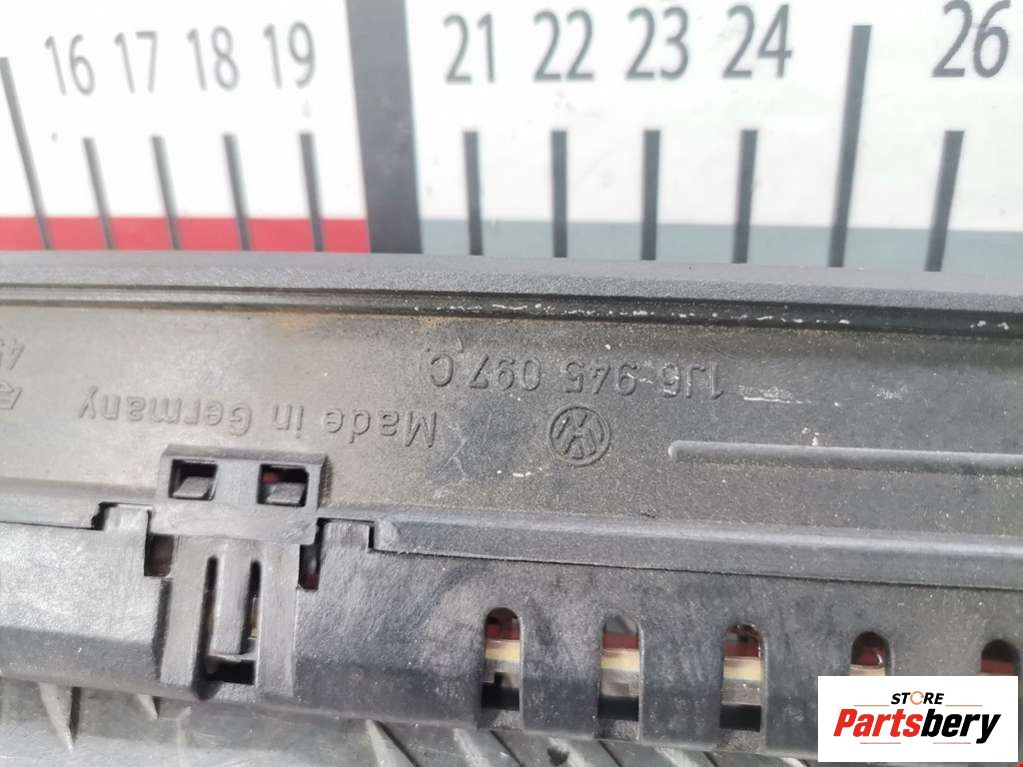 16 17 18 19 21 22 23 24 26
1J6 945 097 C
Made in Germany
STORE
Partsbery